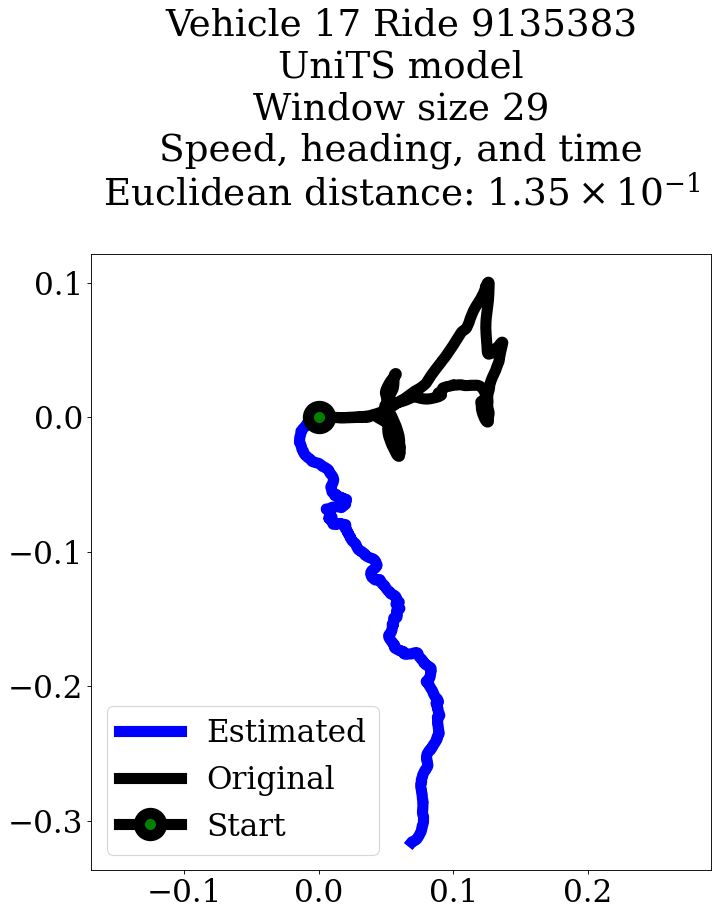 Vehicle 17 Ride 9135383
UniTS model
Window size 29
Speed, heading, and time
Euclidean distance: 1.35 × 10⁻¹
0.1
0.0
−0.1
−0.2
−0.3
Estimated
Original
Start
−0.1 0.0 0.1 0.2